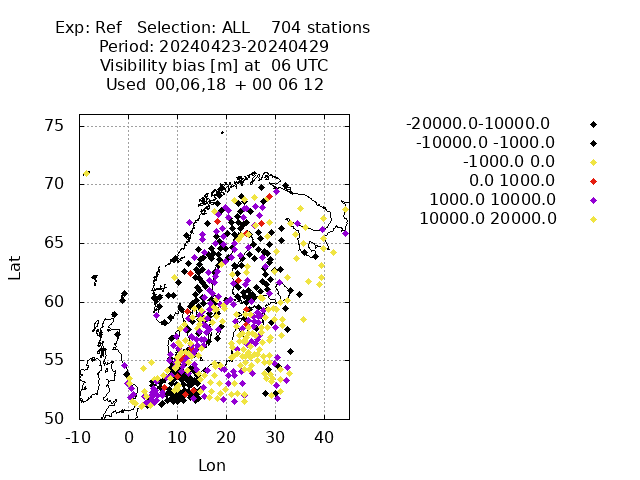 Exp: Ref Selection: ALL 704 stations
Period: 20240423-20240429
Visibility bias [m] at 06 UTC
Used 00,06,18 + 00 06 12
-20000.0-10000.0
-10000.0 -1000.0
-1000.0 0.0
0.0 1000.0
1000.0 10000.0
10000.0 20000.0
75
70
65
60
55
50
Lat
-10 0 10 20 30 40
Lon